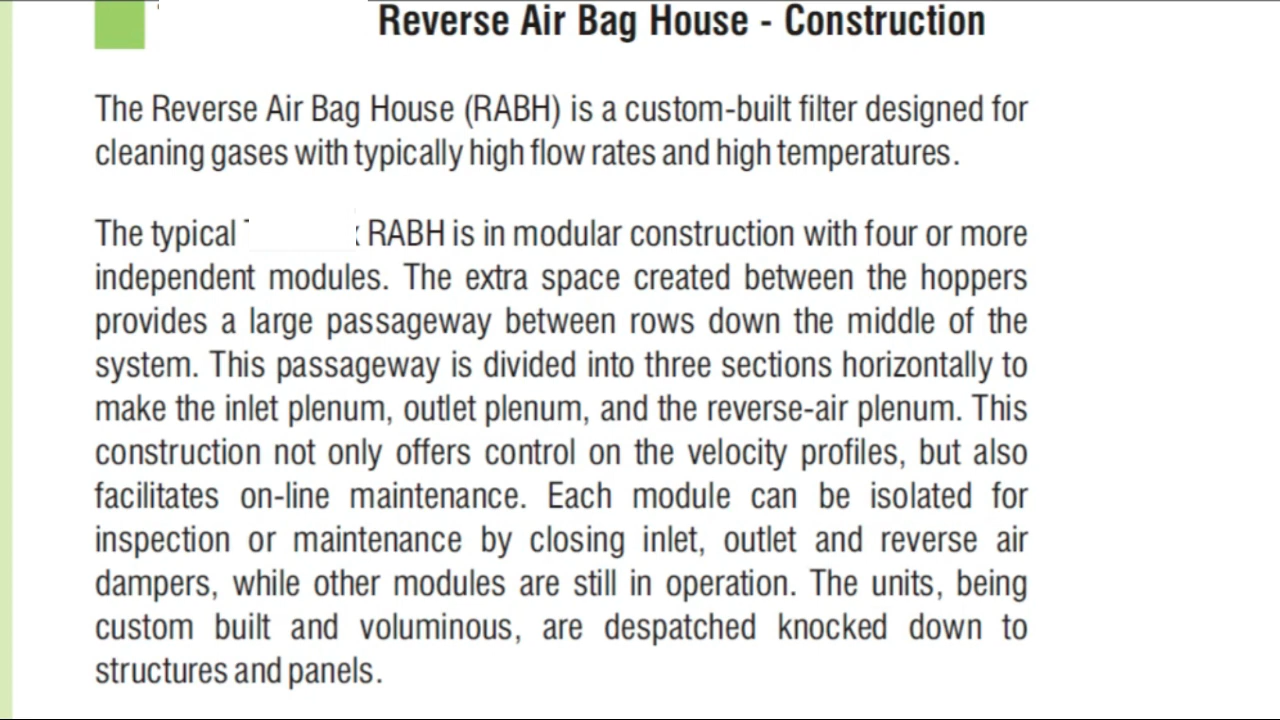 Reverse Air Bag House - Construction
The Reverse Air Bag House (RABH) is a custom-built filter designed for
cleaning gases with typically high flow rates and high temperatures.
The typical RABH is in modular construction with four or more
independent modules. The extra space created between the hoppers
provides a large passageway between rows down the middle of the
system. This passageway is divided into three sections horizontally to
make the inlet plenum, outlet plenum, and the reverse-air plenum. This
construction not only offers control on the velocity profiles, but also
facilitates on-line maintenance. Each module can be isolated for
inspection or maintenance by closing inlet, outlet and reverse air
dampers, while other modules are still in operation. The units, being
custom built and voluminous, are despatched knocked down to
structures and panels.